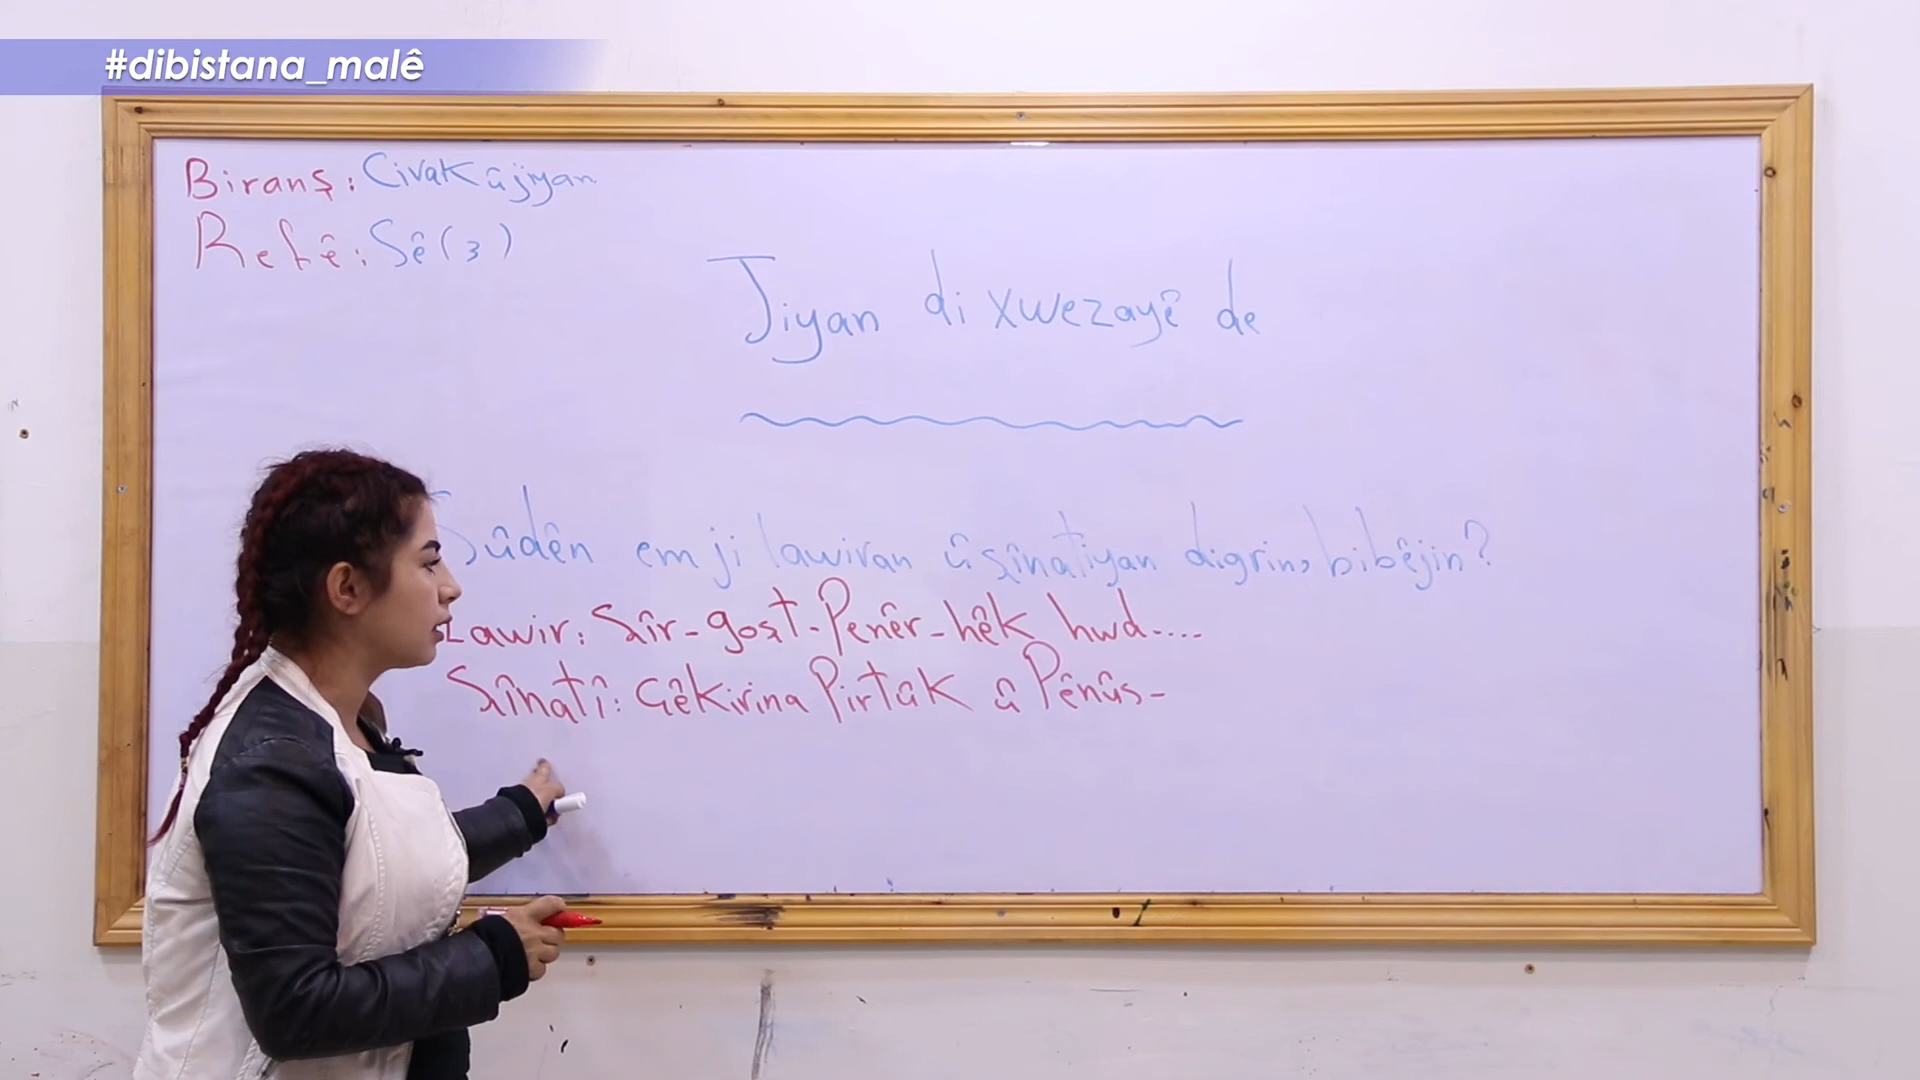 #dibistana_malê
Biranş: Civak û jiyan
Refê: Sê (3)
Jiyan di xwezayê de
Sûdên em ji lawiran û şînatiyan digrin, bibêjin?
Lawir: Şîr - goşt - Penêr - hêk hwd....
Şînatî: Çêkirina Pirtûk û Pênûs -